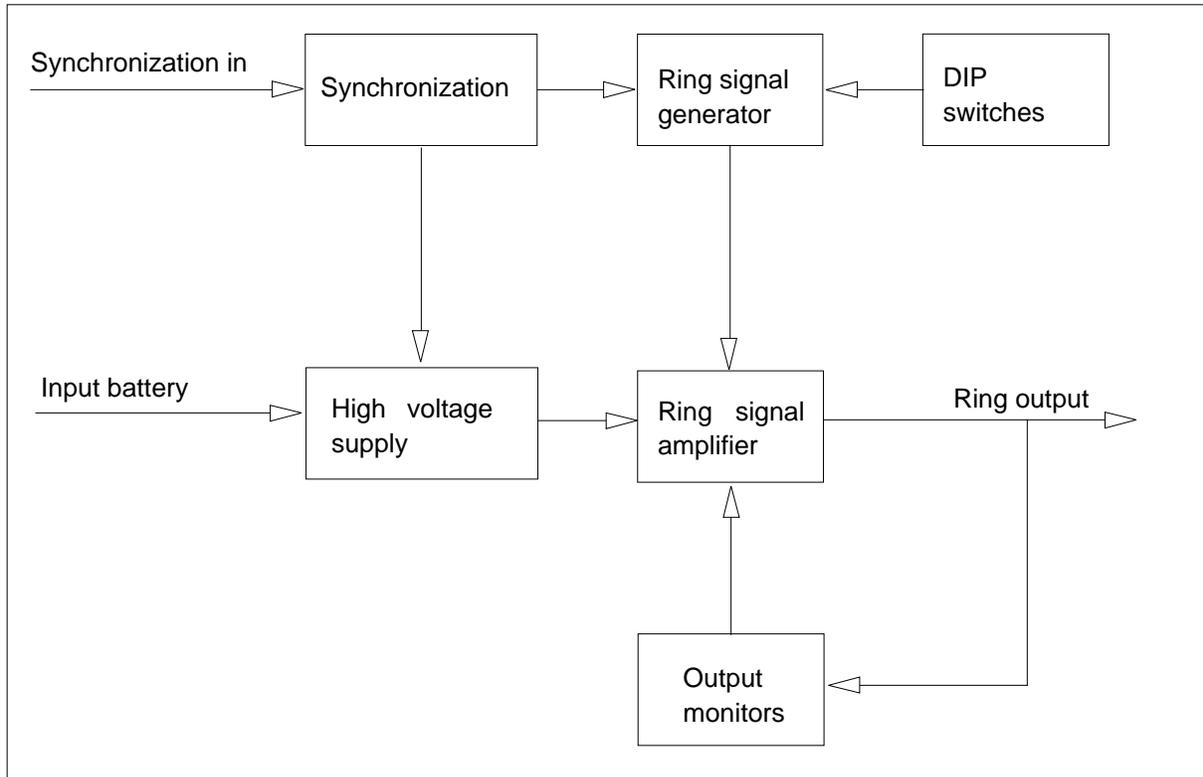 Synchronization in
Synchronization
Ring signal
generator
DIP
switches
Input battery
High voltage
supply
Ring signal
amplifier
Ring output
Output
monitors